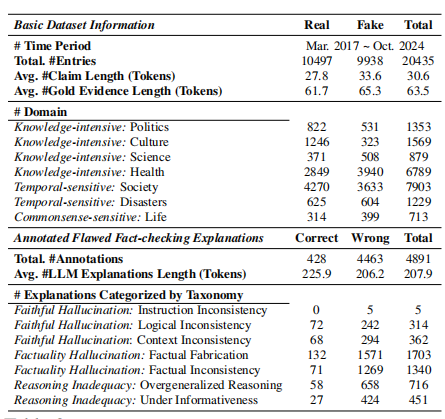 Basic Dataset Information Real Fake Total
# Time Period Mar. 2017 ~ Oct. 2024
Total. #Entries 10497 9938 20435
Avg. #Claim Length (Tokens) 27.8 33.6 30.6
Avg. #Gold Evidence Length (Tokens) 61.7 65.3 63.5
# Domain
Knowledge-intensive: Politics 822 531 1353
Knowledge-intensive: Culture 1246 323 1569
Knowledge-intensive: Science 371 508 879
Knowledge-intensive: Health 2849 3940 6789
Temporal-sensitive: Society 4270 3633 7903
Temporal-sensitive: Disasters 625 604 1229
Commonsense-sensitive: Life 314 399 713
Annotated Flawed Fact-checking Explanations Correct Wrong Total
Total. #Annotations 428 4463 4891
Avg. #LLM Explanations Length (Tokens) 225.9 206.2 207.9
# Explanations Categorized by Taxonomy
Faithful Hallucination: Instruction Inconsistency 0 5 5
Faithful Hallucination: Logical Inconsistency 72 242 314
Faithful Hallucination: Context Inconsistency 68 294 362
Factuality Hallucination: Factual Fabrication 132 1571 1703
Factuality Hallucination: Factual Inconsistency 71 1269 1340
Reasoning Inadequacy: Overgeneralized Reasoning 58 658 716
Reasoning Inadequacy: Under Informativeness 27 424 451